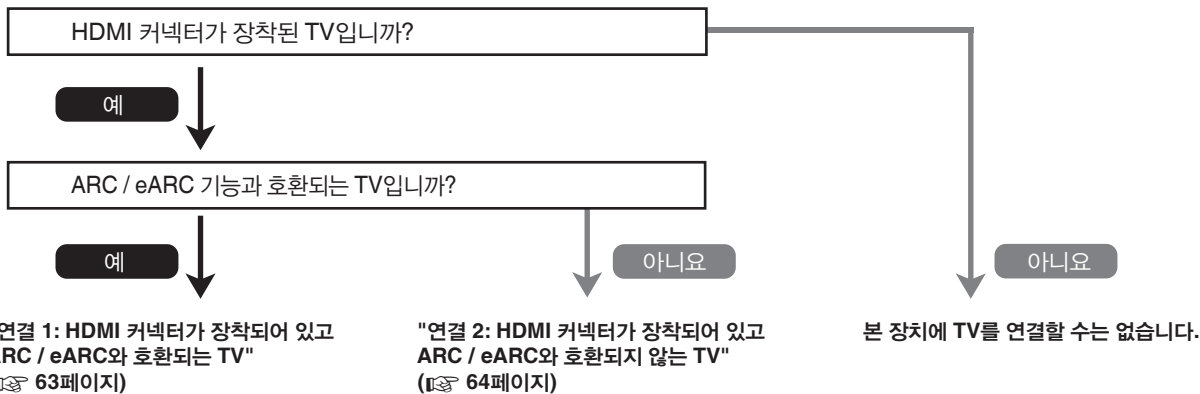 HDMI 커넥터가 장착된 TV입니까?
예
ARC / eARC 기능과 호환되는 TV입니까?
예
아니요
아니요
연결 1: HDMI 커넥터가 장착되어 있고
ARC / eARC와 호환되는 TV"
☞ 63페이지)
"연결 2: HDMI 커넥터가 장착되어 있고
ARC / eARC와 호환되지 않는 TV"
(☞ 64페이지)
본 장치에 TV를 연결할 수는 없습니다.